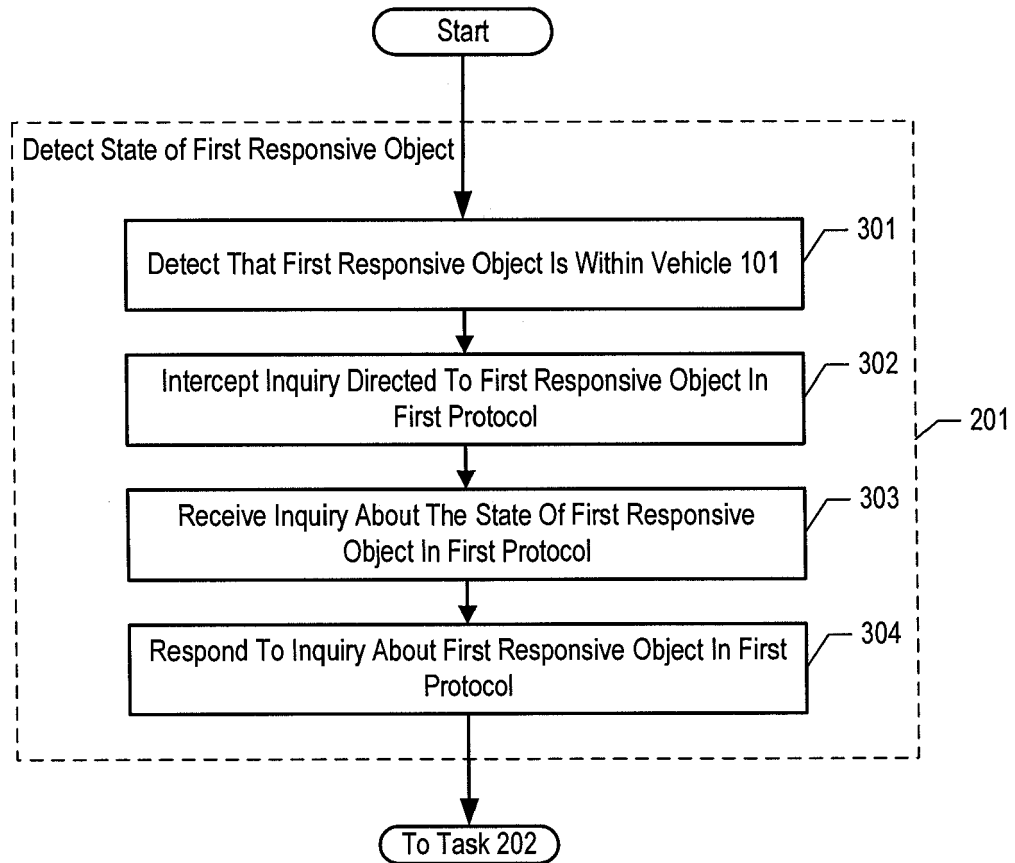 Start
Detect State of First Responsive Object
301
Detect That First Responsive Object Is Within Vehicle 101
302
Intercept Inquiry Directed To First Responsive Object In
First Protocol
201
303
Receive Inquiry About The State Of First Responsive
Object In First Protocol
304
Respond To Inquiry About First Responsive Object In First
Protocol
To Task 202